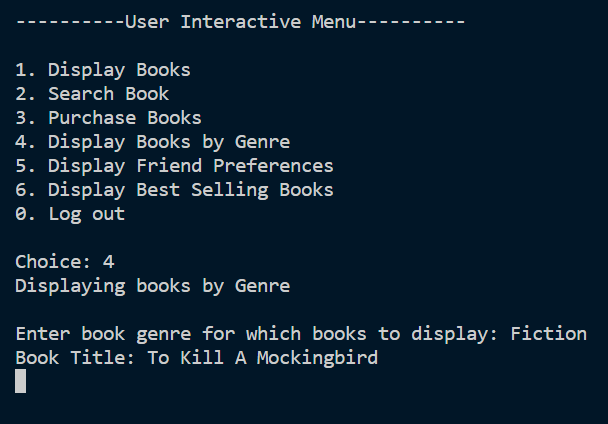 ----------User Interactive Menu----------
1. Display Books
2. Search Book
3. Purchase Books
4. Display Books by Genre
5. Display Friend Preferences
6. Display Best Selling Books
0. Log out
Choice: 4
Displaying books by Genre
Enter book genre for which books to display: Fiction
Book Title: To Kill A Mockingbird